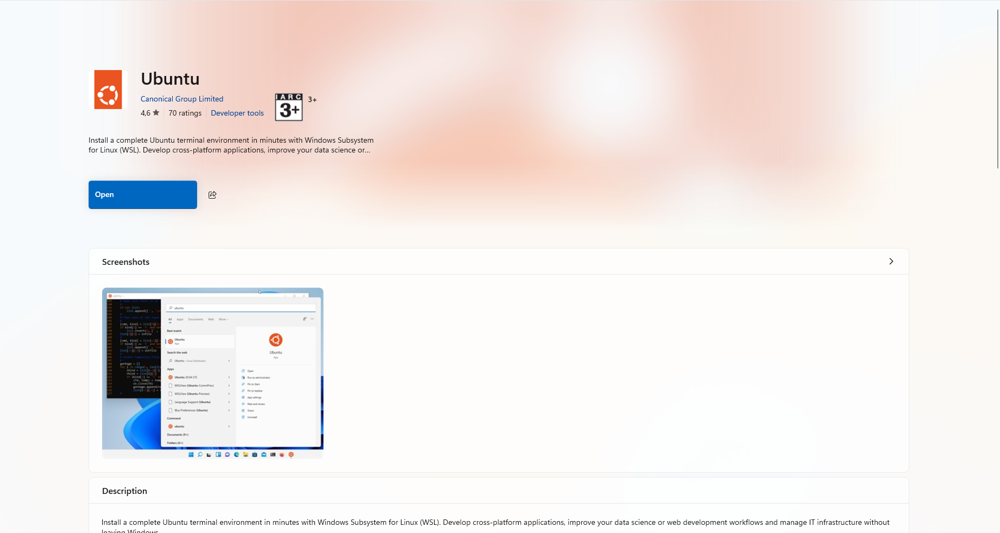 Ubuntu
Canonical Group Limited
4,6 ★ 70 ratings Developer tools
IARC
3+
3+
Install a complete Ubuntu terminal environment in minutes with Windows Subsystem
for Linux (WSL). Develop cross-platform applications, improve your data science or...
Open
Screenshots
ubuntu
All Apps Documents Web More
Best match
Ubuntu
App
Search the web
Ubuntu - Linux Distribution
Apps
Ubuntu 20.04 LTS
WSLView (Ubuntu-CommPrev)
WSLView (Ubuntu-Preview)
Language Support (Ubuntu)
IBus Preferences (Ubuntu)
Command
ubuntu
Documents (9+)
Folders (6+)
Ubuntu
App
Open
Run as administrator
Pin to Start
Pin to taskbar
App settings
Rate and review
Share
Uninstall
Description
Install a complete Ubuntu terminal environment in minutes with Windows Subsystem for Linux (WSL). Develop cross-platform applications, improve your data science or web development workflows and manage IT infrastructure without
leaving Windows.